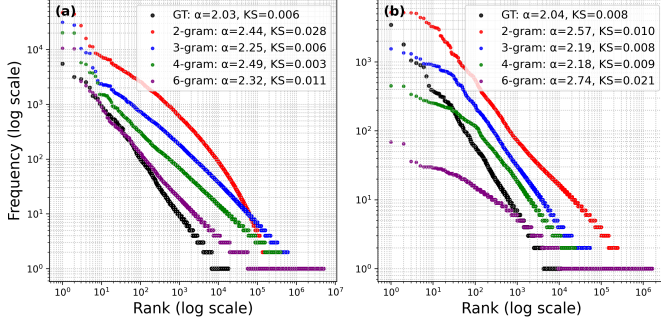 (a)
GT: α=2.03, KS=0.006
2-gram: α=2.44, KS=0.028
3-gram: α=2.25, KS=0.006
4-gram: α=2.49, KS=0.003
6-gram: α=2.32, KS=0.011
Frequency (log scale)
10⁴
10³
10²
10¹
10⁰
10⁰ 10¹ 10² 10³ 10⁴ 10⁵ 10⁶ 10⁷
Rank (log scale)
(b)
GT: α=2.04, KS=0.008
2-gram: α=2.57, KS=0.010
3-gram: α=2.19, KS=0.008
4-gram: α=2.18, KS=0.009
6-gram: α=2.74, KS=0.021
10³
10²
10¹
10⁰
10⁰ 10¹ 10² 10³ 10⁴ 10⁵ 10⁶
Rank (log scale)